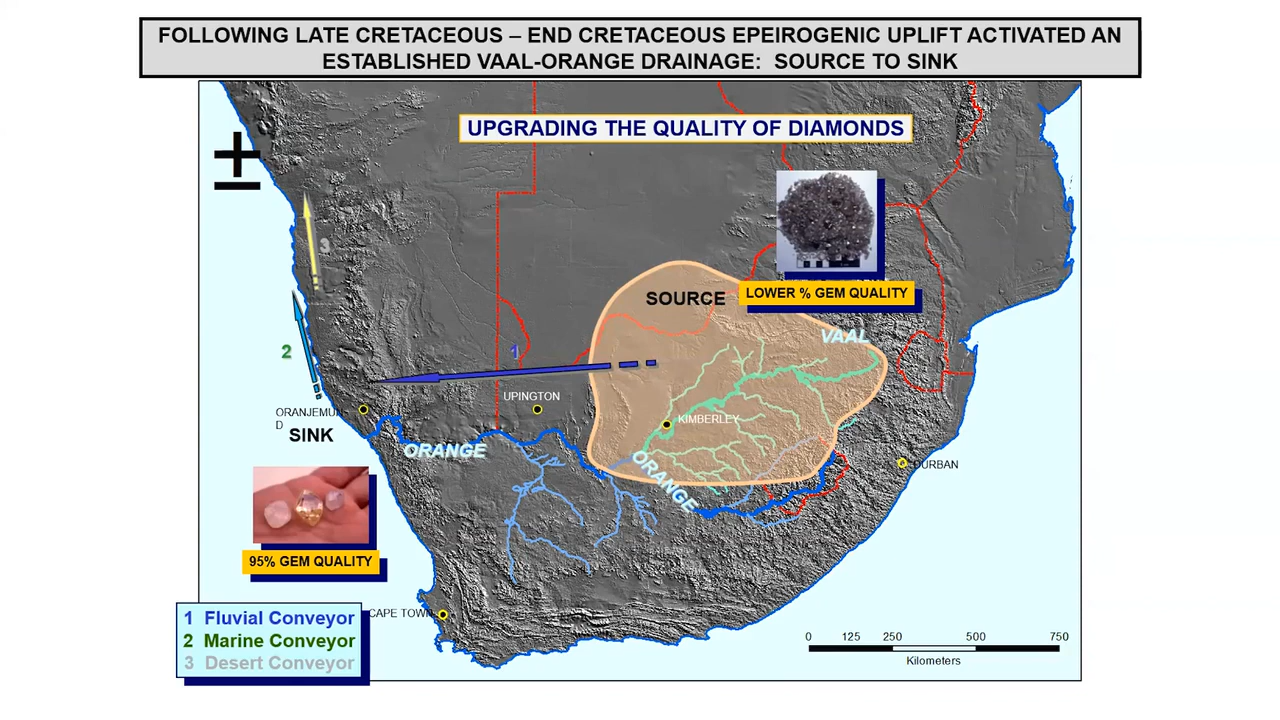 FOLLOWING LATE CRETACEOUS – END CRETACEOUS EPEIROGENIC UPLIFT ACTIVATED AN
ESTABLISHED VAAL-ORANGE DRAINAGE: SOURCE TO SINK
UPGRADING THE QUALITY OF DIAMONDS
3
SOURCE
LOWER % GEM QUALITY
VAAL
2
1
UPINGTON
ORANJEMUN
D
SINK
KIMBERLEY
ORANGE
ORANGE
DURBAN
95% GEM QUALITY
1 Fluvial Conveyor
2 Marine Conveyor
3 Desert Conveyor
CAPE TOWN
0 125 250 500 750
Kilometers